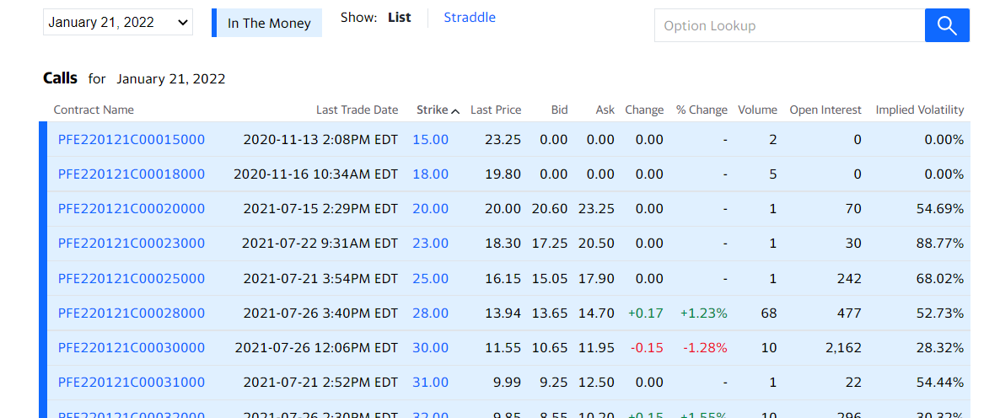 January 21, 2022 In The Money Show: List Straddle Option Lookup
Calls for January 21, 2022
Contract Name Last Trade Date Strike Last Price Bid Ask Change % Change Volume Open Interest Implied Volatility
PFE220121C00015000 2020-11-13 2:08PM EDT 15.00 23.25 0.00 0.00 0.00 - 2 0 0.00%
PFE220121C00018000 2020-11-16 10:34AM EDT 18.00 19.80 0.00 0.00 0.00 - 5 0 0.00%
PFE220121C00020000 2021-07-15 2:29PM EDT 20.00 20.00 20.60 23.25 0.00 - 1 70 54.69%
PFE220121C00023000 2021-07-22 9:31AM EDT 23.00 18.30 17.25 20.50 0.00 - 1 30 88.77%
PFE220121C00025000 2021-07-21 3:54PM EDT 25.00 16.15 15.05 17.90 0.00 - 1 242 68.02%
PFE220121C00028000 2021-07-26 3:40PM EDT 28.00 13.94 13.65 14.70 +0.17 +1.23% 68 477 52.73%
PFE220121C00030000 2021-07-26 12:06PM EDT 30.00 11.55 10.65 11.95 -0.15 -1.28% 10 2,162 28.32%
PFE220121C00031000 2021-07-21 2:52PM EDT 31.00 9.99 9.25 12.50 0.00 - 1 22 54.44%
PFE220121C00032000 2021-07-26 2:30PM EDT 32.00 9.85 8.55 10.20 +0.15 +1.55% 10 296 30.32%